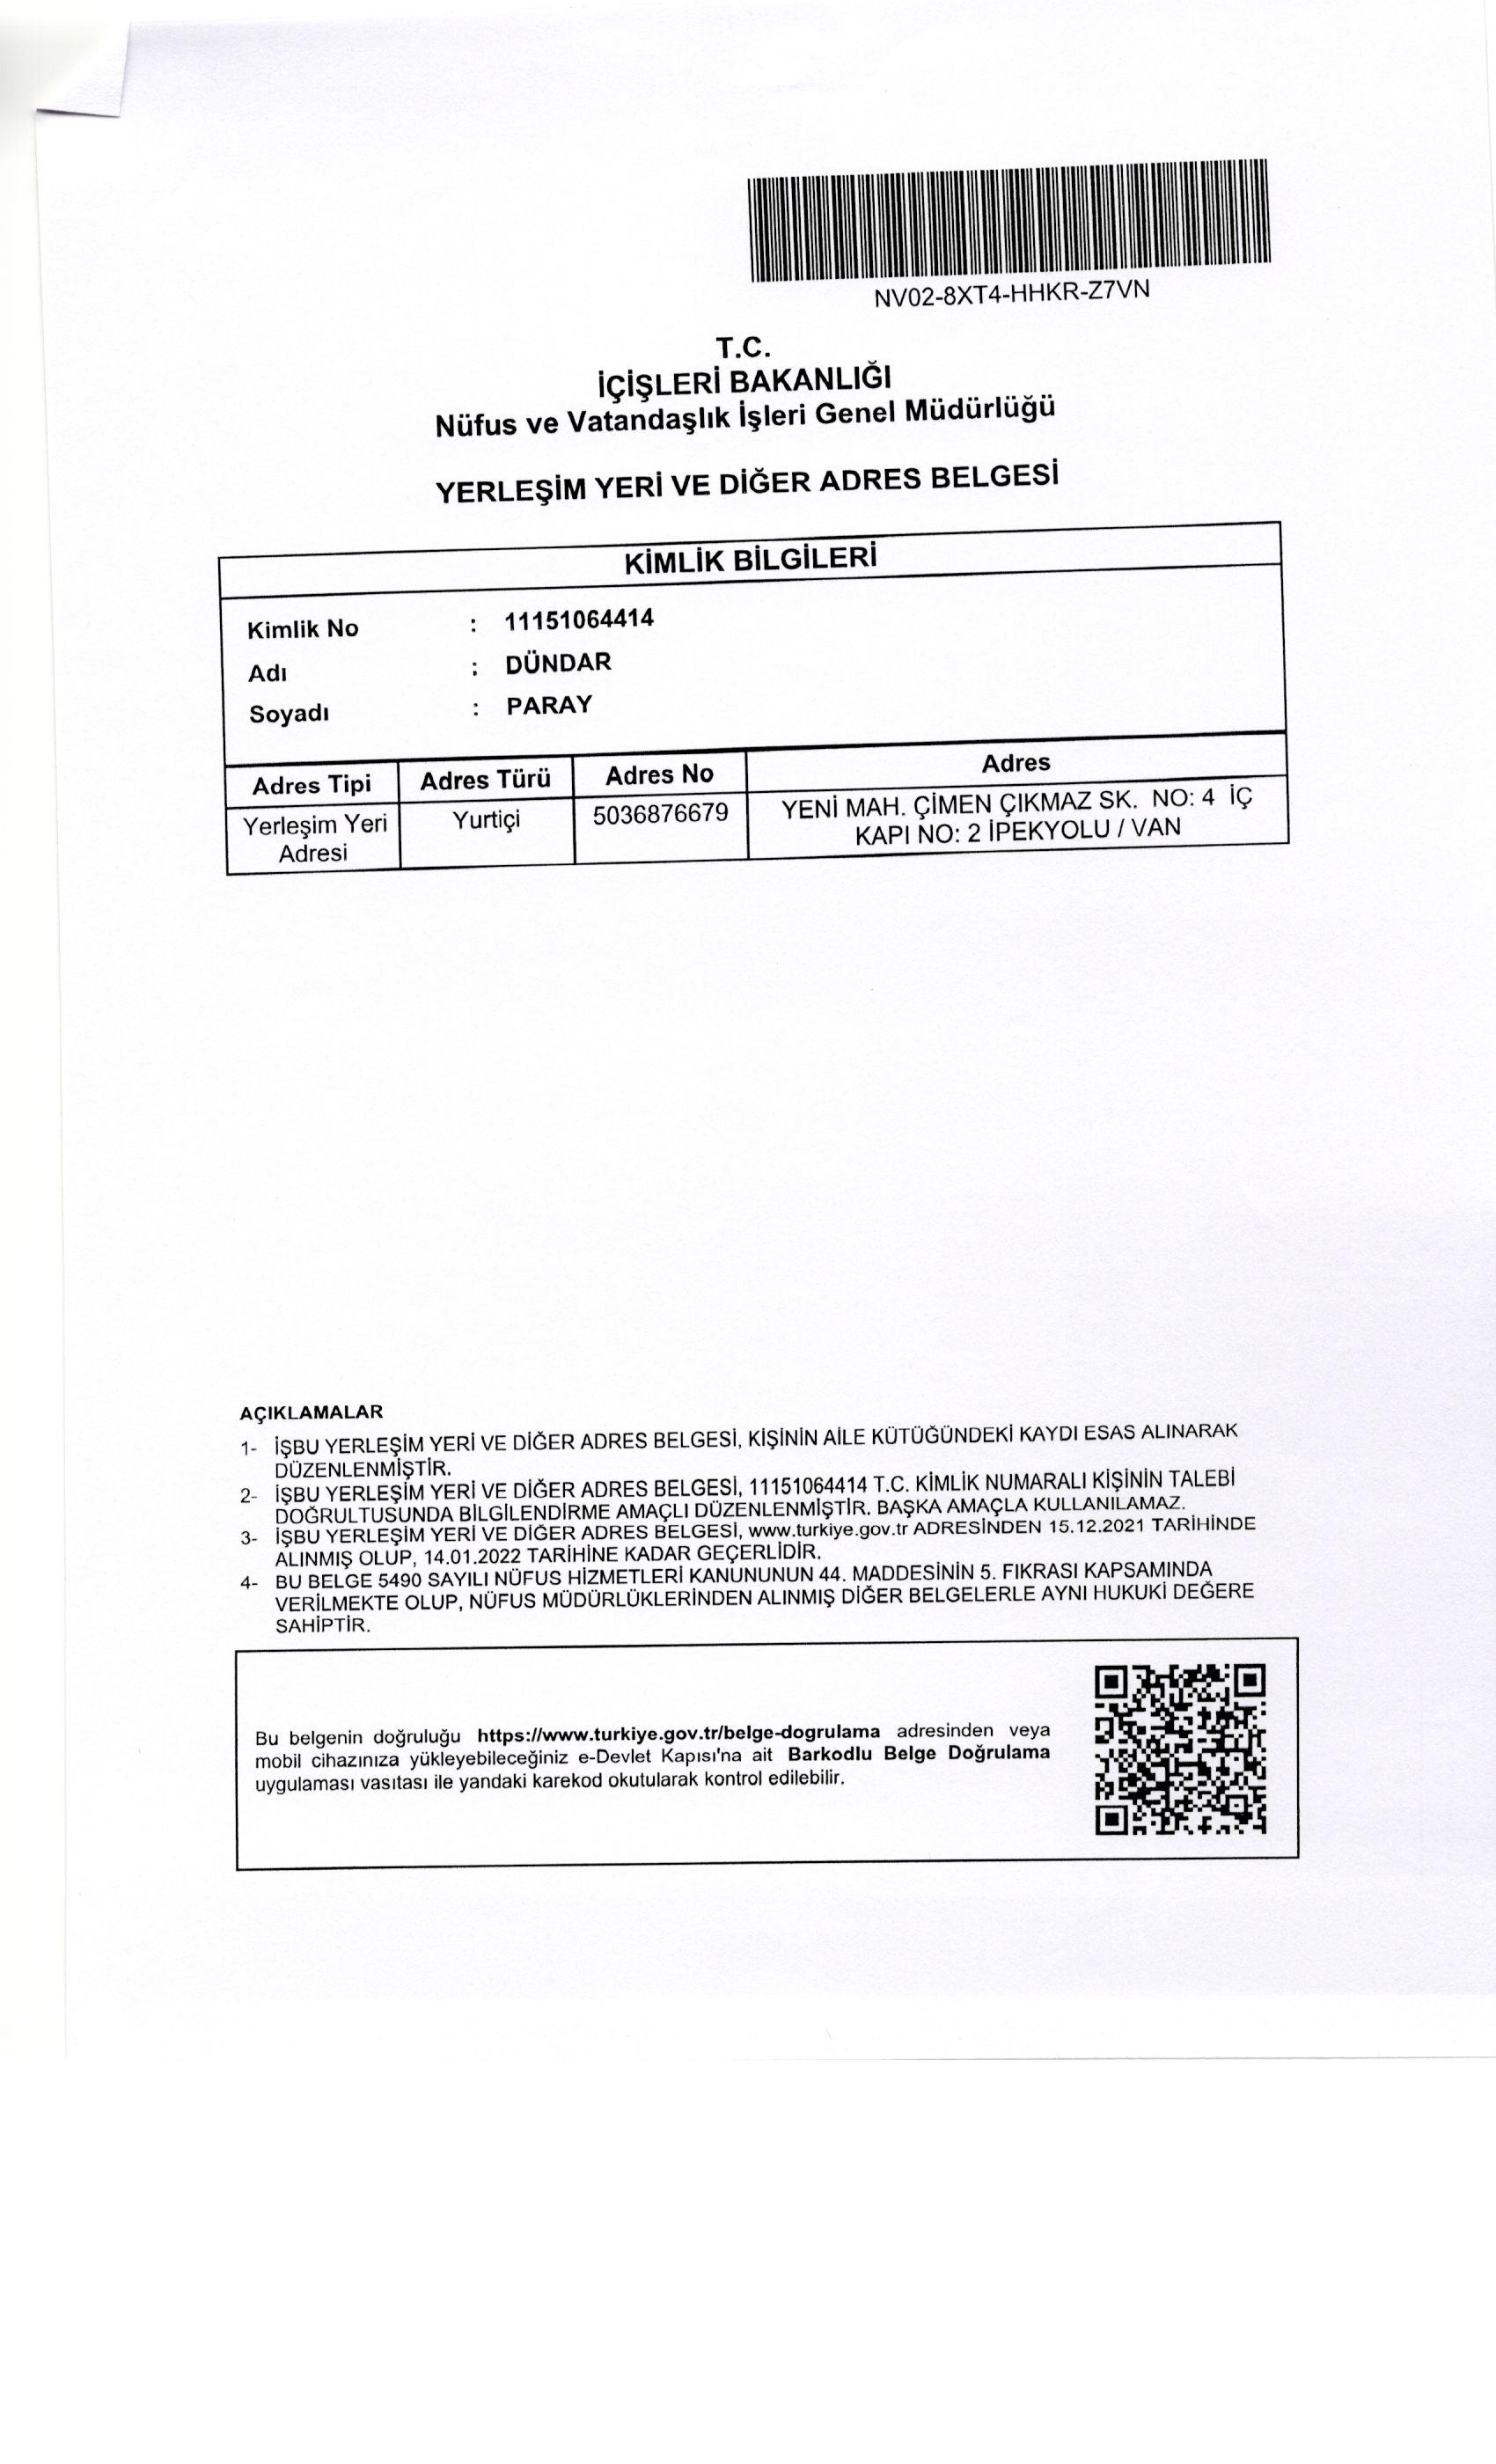 NV02-8XT4-HHKR-Z7VN
T.C.
İÇİŞLERİ BAKANLIĞI
Nüfus ve Vatandaşlık İşleri Genel Müdürlüğü
YERLEŞİM YERİ VE DİĞER ADRES BELGESİ
KİMLİK BİLGİLERİ
Kimlik No : 11151064414
Adı : DÜNDAR
Soyadı : PARAY
Adres Tipi Adres Türü Adres No Adres
Yerleşim Yeri Adresi Yurtiçi 5036876679 YENİ MAH. ÇİMEN ÇIKMAZ SK. NO: 4 İÇ
KAPI NO: 2 İPEKYOLU / VAN
AÇIKLAMALAR
1- İŞBU YERLEŞİM YERİ VE DİĞER ADRES BELGESİ, KİŞİNİN AİLE KÜTÜĞÜNDEKİ KAYDI ESAS ALINARAK
DÜZENLENMİŞTİR.
2- İŞBU YERLEŞİM YERİ VE DİĞER ADRES BELGESİ, 11151064414 T.C. KİMLİK NUMARALI KİŞİNİN TALEBİ
DOĞRULTUSUNDA BİLGİLENDİRME AMAÇLI DÜZENLENMİŞTİR. BAŞKA AMAÇLA KULLANILAMAZ.
3- İŞBU YERLEŞİM YERİ VE DİĞER ADRES BELGESİ, www.turkiye.gov.tr ADRESİNDEN 15.12.2021 TARİHİNDE
ALINMIŞ OLUP, 14.01.2022 TARİHİNE KADAR GEÇERLİDİR.
4- BU BELGE 5490 SAYILI NÜFUS HİZMETLERİ KANUNUNUN 44. MADDESİNİN 5. FIKRASI KAPSAMINDA
VERİLMEKTE OLUP, NÜFUS MÜDÜRLÜKLERİNDEN ALINMIŞ DİĞER BELGELERLE AYNI HUKUKİ DEĞERE
SAHİPTİR.
Bu belgenin doğruluğu https://www.turkiye.gov.tr/belge-dogrulama adresinden veya
mobil cihazınıza yükleyebileceğiniz e-Devlet Kapısı'na ait Barkodlu Belge Doğrulama
uygulaması vasıtası ile yandaki karekod okutularak kontrol edilebilir.